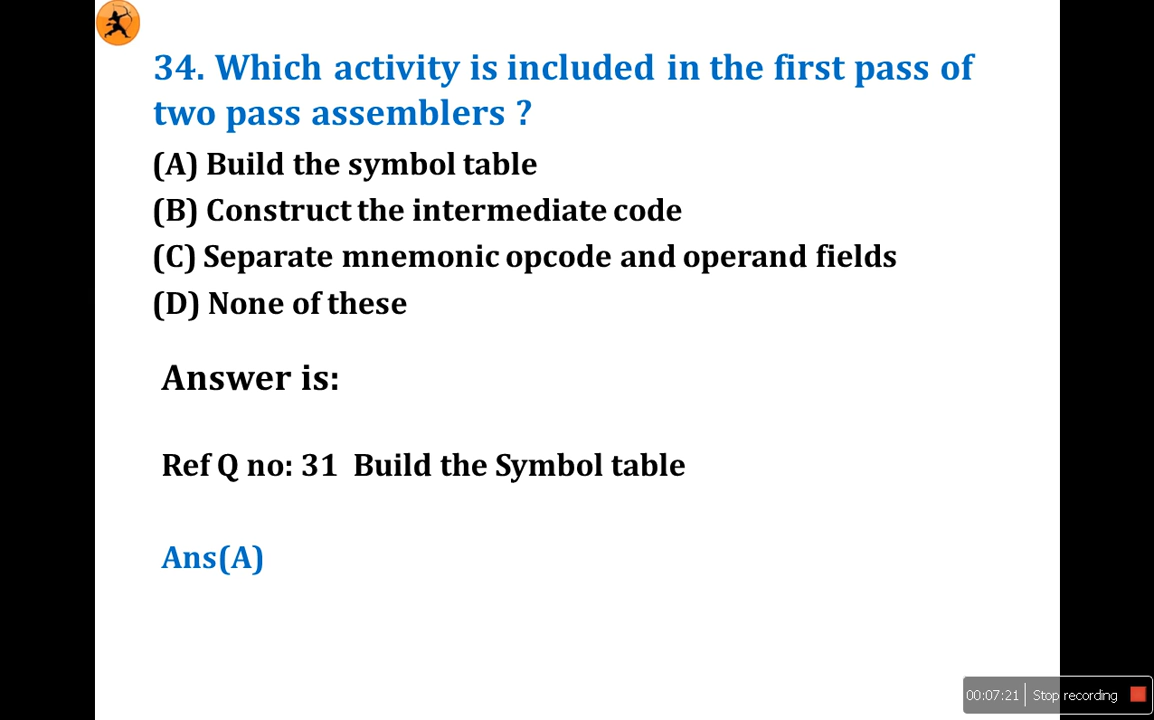 34. Which activity is included in the first pass of
two pass assemblers ?
(A) Build the symbol table
(B) Construct the intermediate code
(C) Separate mnemonic opcode and operand fields
(D) None of these
Answer is:
Ref Q no: 31 Build the Symbol table
Ans(A)
00:07:21 Stop recording